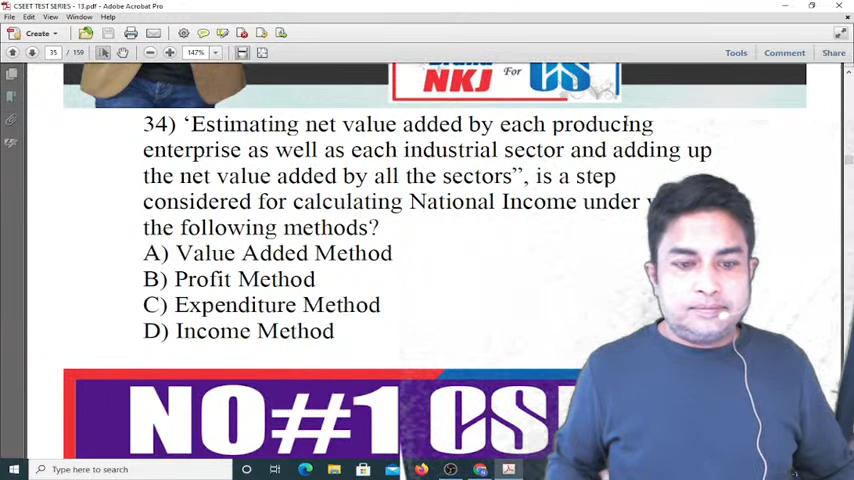 CSEET TEST SERIES - 13.pdf - Adobe Acrobat Pro
File Edit View Window Help
Create
35 / 159 147% Tools Comment Share
NKJ For CS
34) ‘Estimating net value added by each producing
enterprise as well as each industrial sector and adding up
the net value added by all the sectors”, is a step
considered for calculating National Income under
the following methods?
A) Value Added Method
B) Profit Method
C) Expenditure Method
D) Income Method
NO#1 CSE
Type here to search